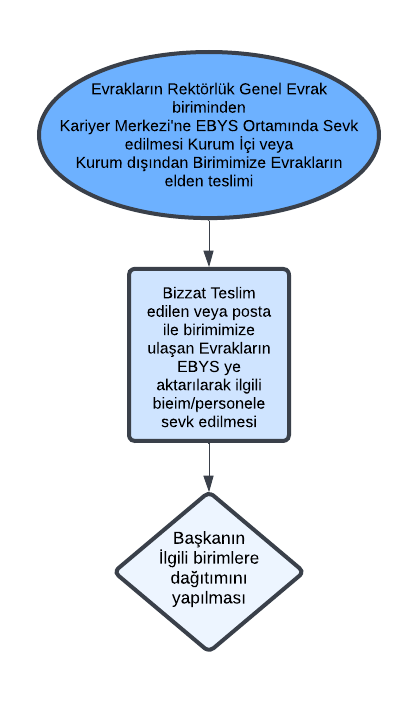 Evrakların Rektörlük Genel Evrak
biriminden
Kariyer Merkezi'ne EBYS Ortamında Sevk
edilmesi Kurum İçi veya
Kurum dışından Birimimize Evrakların
elden teslimi
Bizzat Teslim
edilen veya posta
ile birimimize
ulaşan Evrakların
EBYS ye
aktarılarak ilgili
bieim/personele
sevk edilmesi
Başkanın
İlgili birimlere
dağıtımını
yapılması